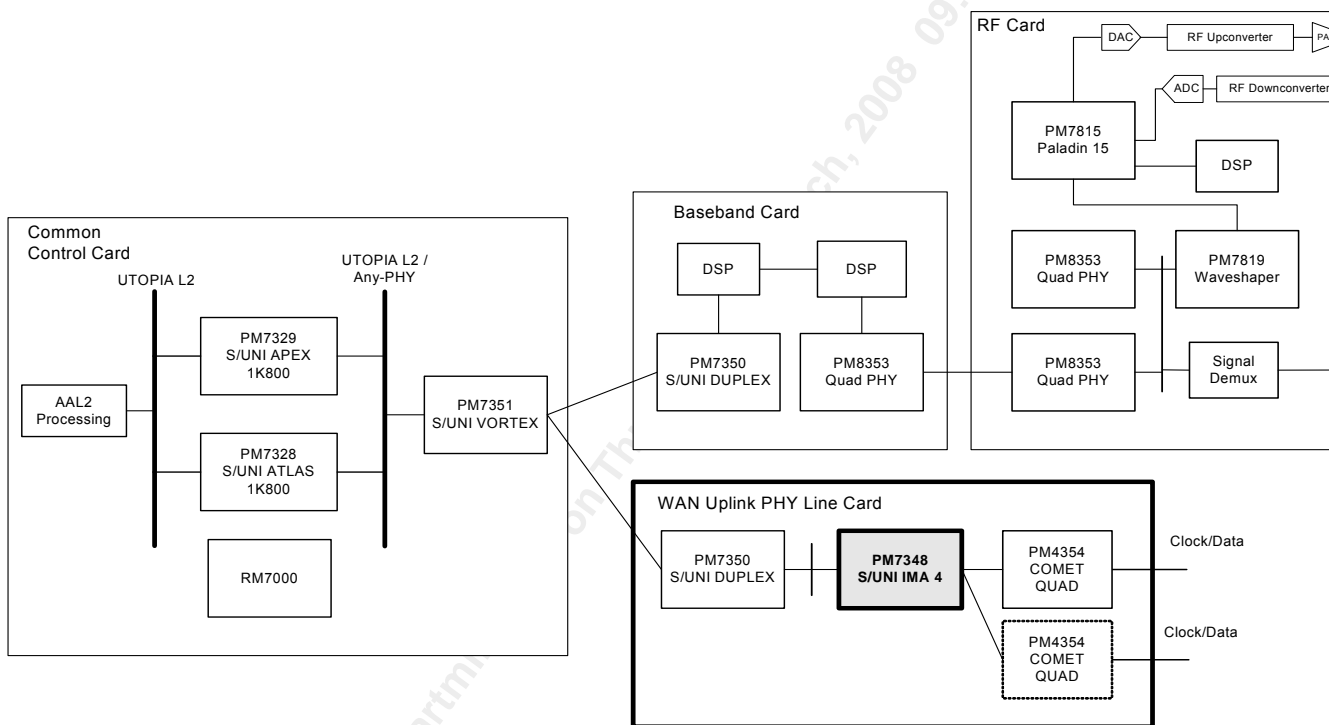 RF Card
DAC
RF Upconverter
PA
ADC
RF Downconverter
PM7815
Paladin 15
DSP
PM8353
Quad PHY
PM7819
Waveshaper
PM8353
Quad PHY
Signal
Demux
Baseband Card
DSP
DSP
PM7350
S/UNI DUPLEX
PM8353
Quad PHY
Common
Control Card
UTOPIA L2
UTOPIA L2 /
Any-PHY
PM7329
S/UNI APEX
1K800
AAL2
Processing
PM7351
S/UNI VORTEX
PM7328
S/UNI ATLAS
1K800
RM7000
WAN Uplink PHY Line Card
PM7350
S/UNI DUPLEX
PM7348
S/UNI IMA 4
PM4354
COMET
QUAD
Clock/Data
PM4354
COMET
QUAD
Clock/Data
ch, 2008 09